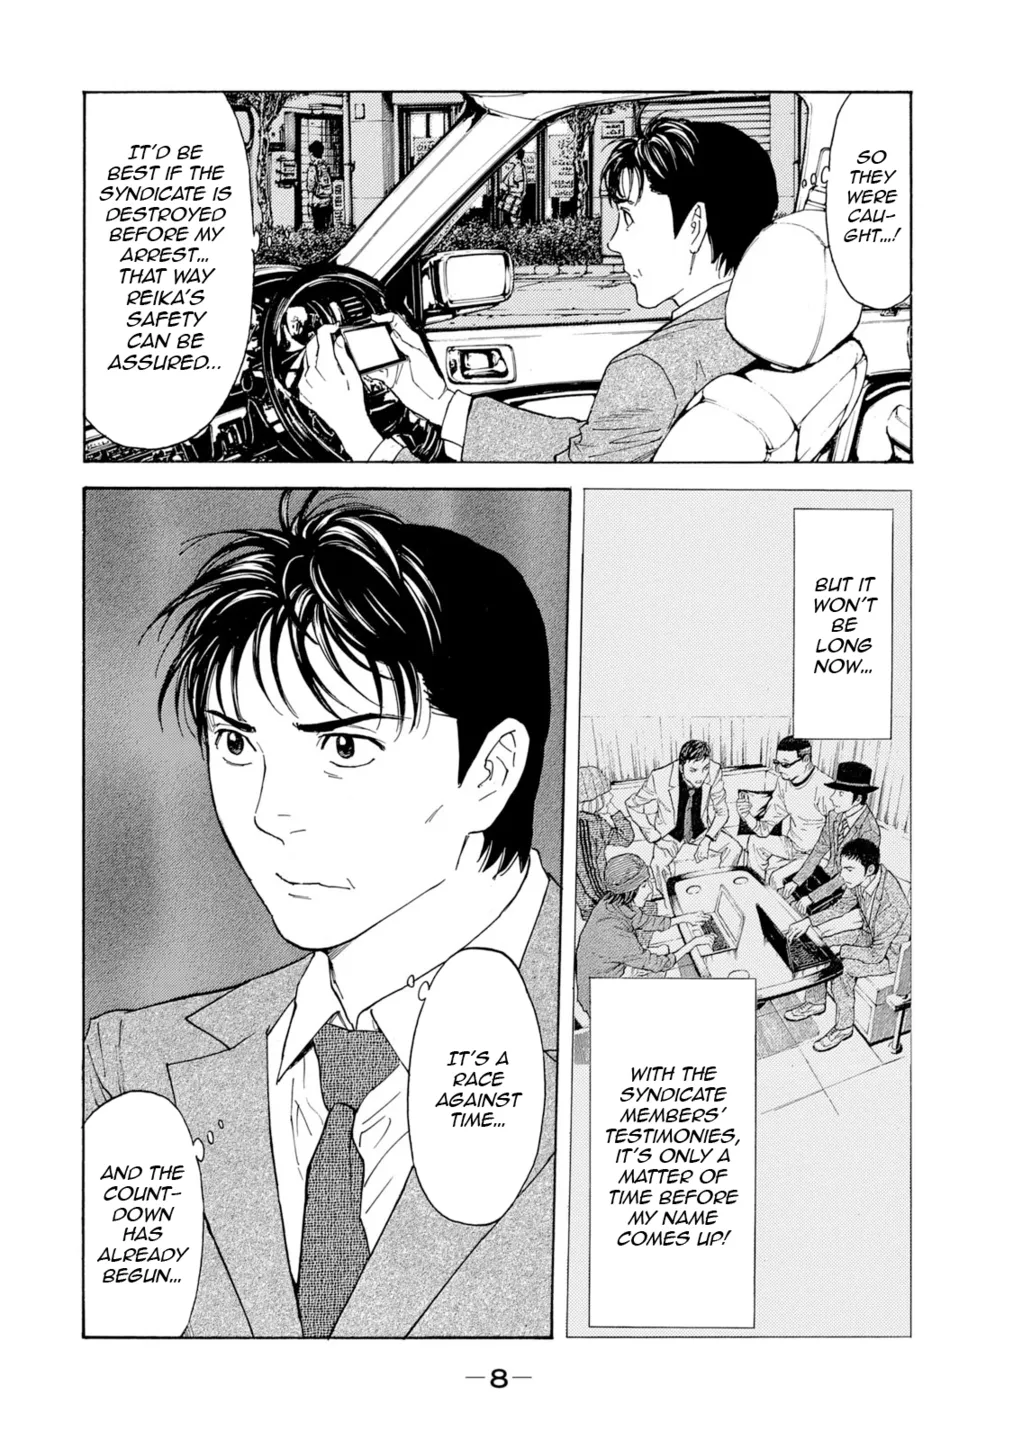 SO
THEY
WERE
CAU-
GHT...!
IT'D BE
BEST IF THE
SYNDICATE IS
DESTROYED
BEFORE MY
ARREST...
THAT WAY
REIKA'S
SAFETY
CAN BE
ASSURED...
BUT IT
WON'T
BE
LONG
NOW...
WITH THE
SYNDICATE
MEMBERS'
TESTIMONIES,
IT'S ONLY A
MATTER OF
TIME BEFORE
MY NAME
COMES UP!
IT'S A
RACE
AGAINST
TIME...
AND THE
COUNT-
DOWN
HAS
ALREADY
BEGUN...
—8—